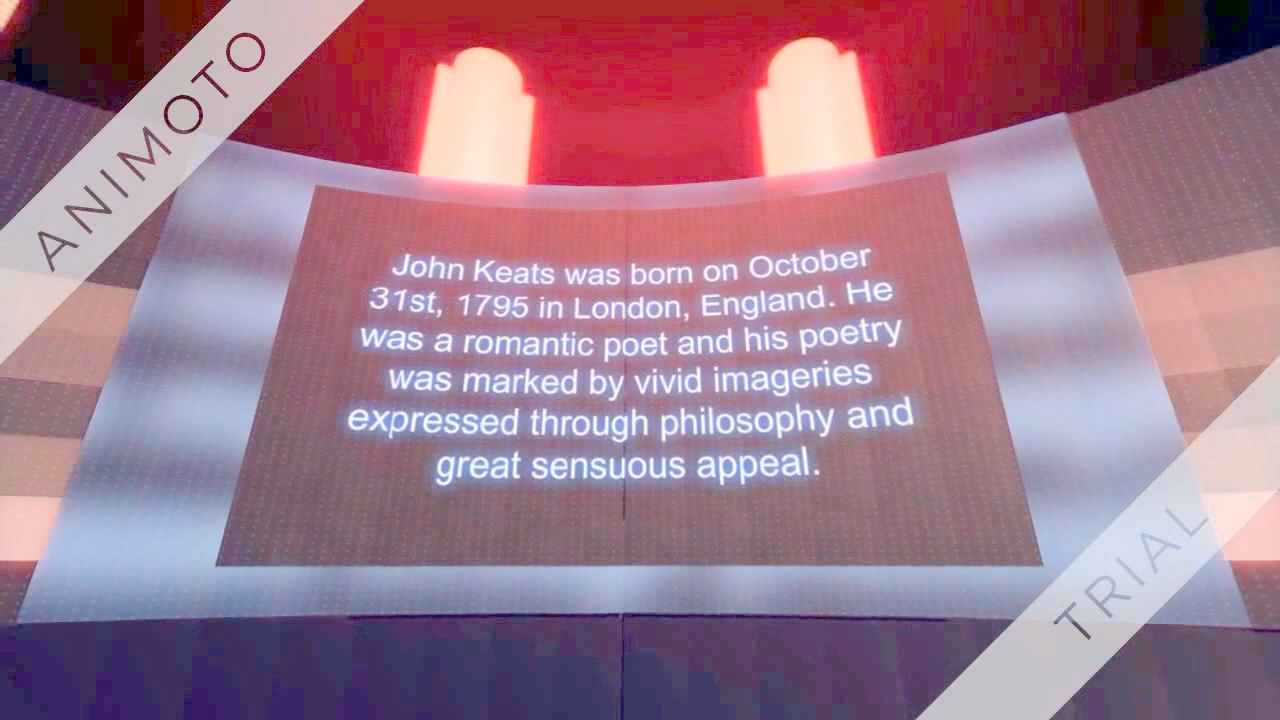 ANIMOTO
John Keats was born on October
31st, 1795 in London, England. He
was a romantic poet and his poetry
was marked by vivid imageries
expressed through philosophy and
great sensuous appeal.
TRIAL